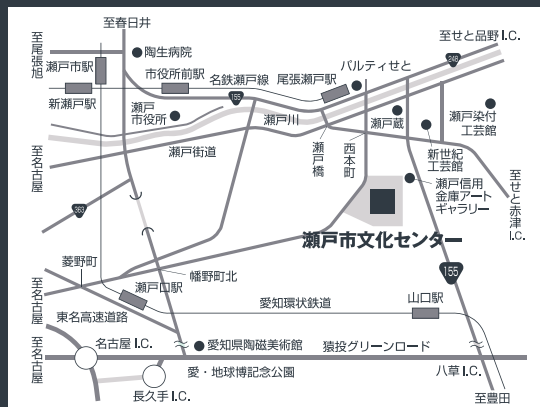 至春日井
至尾張旭
陶生病院
至せと品野I.C.
248
瀬戸市駅
市役所前駅
名鉄瀬戸線
尾張瀬戸駅
パルティせと
新瀬戸駅
瀬戸
市役所
155
瀬戸川
瀬戸蔵
瀬戸染付
工芸館
至名古屋
瀬戸街道
瀬戸橋
西本町
新世紀
工芸館
瀬戸信用
金庫アート
ギャラリー
至せと赤津I.C.
363
瀬戸市文化センター
菱野町
幡野町北
155
至名古屋
瀬戸口駅
愛知環状鉄道
山口駅
東名高速道路
至名古屋
名古屋I.C.
愛知県陶磁美術館
猿投グリーンロード
愛・地球博記念公園
八草I.C.
長久手I.C.
至豊田